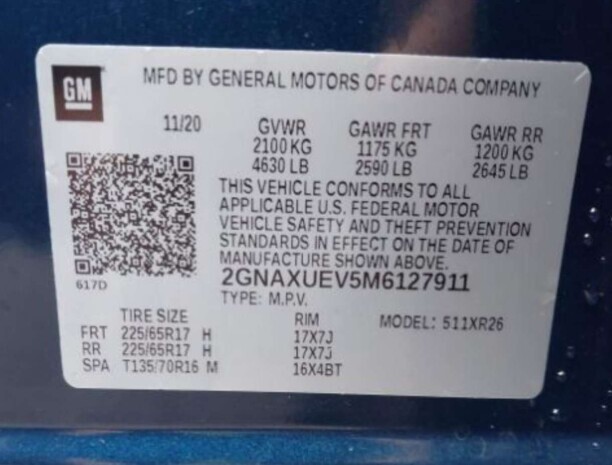 GM
MFD BY GENERAL MOTORS OF CANADA COMPANY
11/20 GVWR GAWR FRT GAWR RR
2100 KG 1175 KG 1200 KG
4630 LB 2590 LB 2645 LB
THIS VEHICLE CONFORMS TO ALL
APPLICABLE U.S. FEDERAL MOTOR
VEHICLE SAFETY AND THEFT PREVENTION
STANDARDS IN EFFECT ON THE DATE OF
MANUFACTURE SHOWN ABOVE.
617D 2GNAXUEV5M6127911
TYPE: M.P.V.
TIRE SIZE RIM MODEL: 511XR26
FRT 225/65R17 H 17X7J
RR 225/65R17 H 17X7J
SPA T135/70R16 M 16X4BT